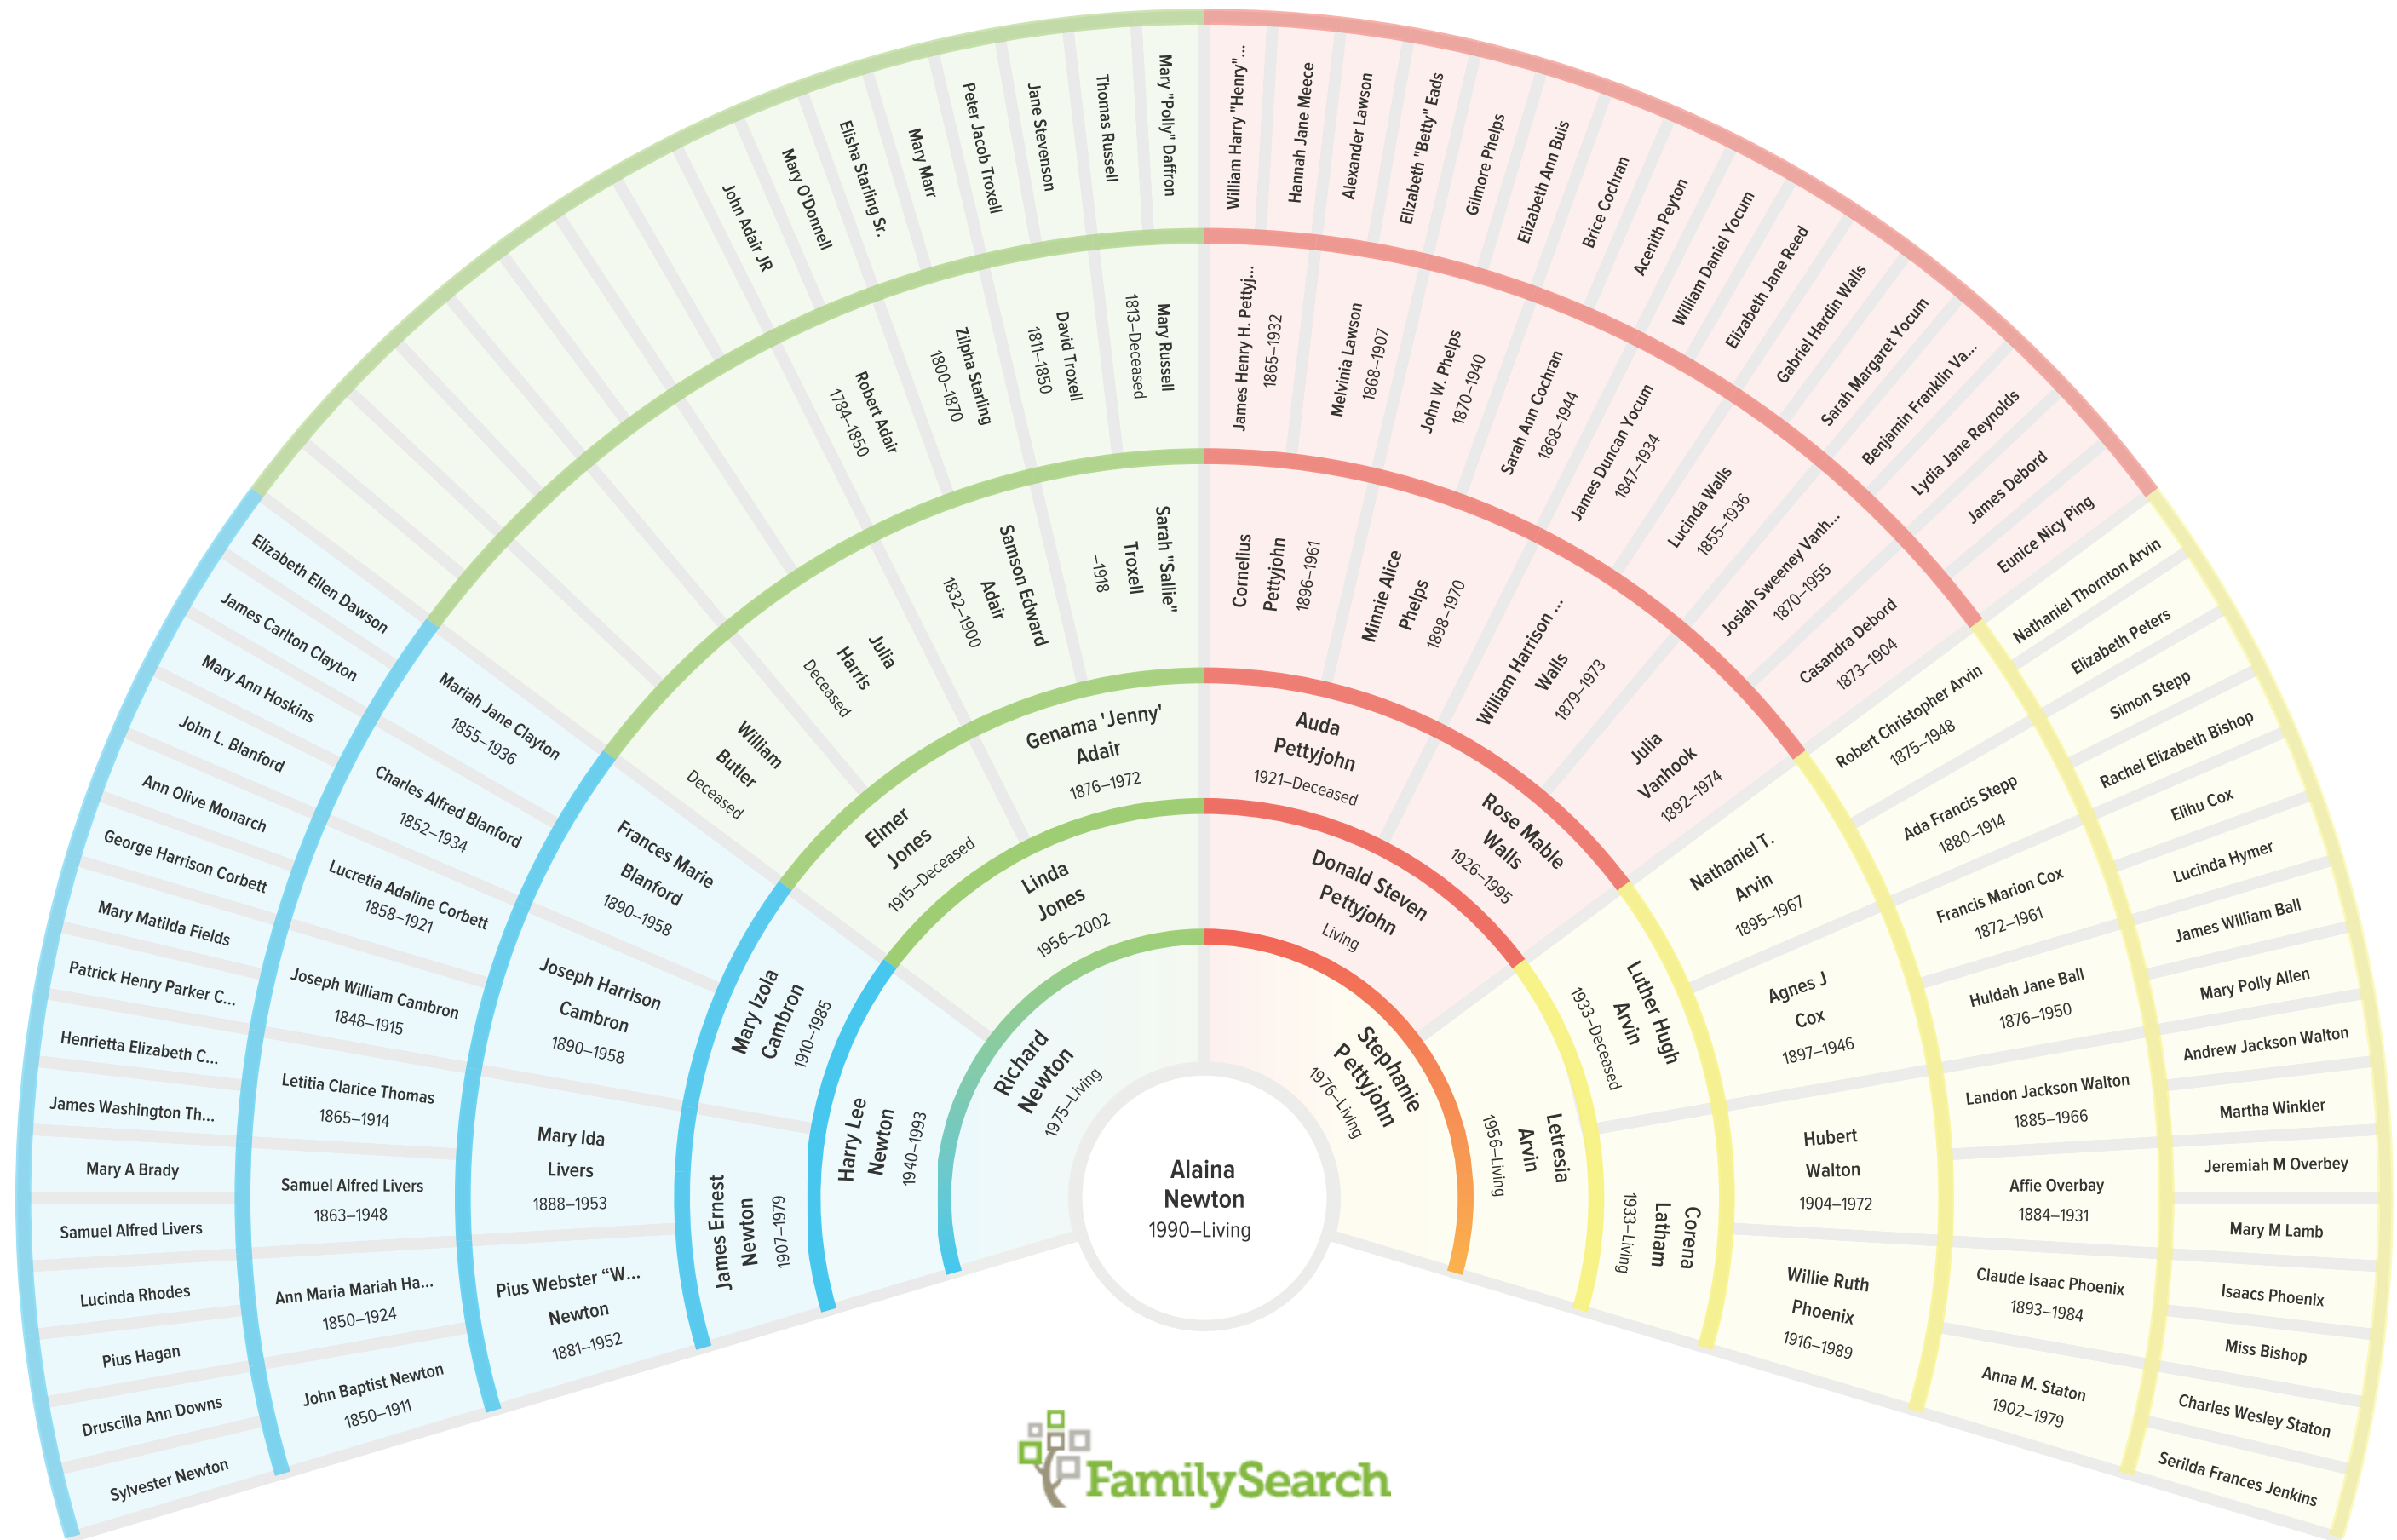 Alaina
Newton
1990–Living
Richard
Newton
1975–Living
Stephanie
Pettyjohn
1976–Living
Harry Lee
Newton
1940–1993
Linda
Jones
1956–2002
Donald Steven
Pettyjohn
Living
Letresia
Arvin
1956–Living
James Ernest
Newton
1907–1979
Mary Izola
Cambron
1910–1985
Elmer
Jones
1915–Deceased
Genama 'Jenny'
Adair
1876–1972
Auda
Pettyjohn
1921–Deceased
Rose Mable
Walls
1926–1995
Luther Hugh
Arvin
1933–Deceased
Corena
Latham
1933–Living
Pius Webster “W...
Newton
1881–1952
Mary Ida
Livers
1888–1953
Joseph Harrison
Cambron
1890–1958
Frances Marie
Blanford
1890–1958
William
Butler
Deceased
Julia
Harris
Deceased
Samson Edward
Adair
1832–1900
Sarah "Sallie"
Troxell
–1918
Cornelius
Pettyjohn
1896–1961
Minnie Alice
Phelps
1898–1970
William Harrison ...
Walls
1879–1973
Julia
Vanhook
1892–1974
Nathaniel T.
Arvin
1895–1967
Agnes J
Cox
1897–1946
Hubert
Walton
1904–1972
Willie Ruth
Phoenix
1916–1989
John Baptist Newton
1850–1911
Ann Maria Mariah Ha...
1850–1924
Samuel Alfred Livers
1863–1948
Letitia Clarice Thomas
1865–1914
Joseph William Cambron
1848–1915
Lucretia Adaline Corbett
1858–1921
Charles Alfred Blanford
1852–1934
Mariah Jane Clayton
1855–1936
Robert Adair
1784–1850
Zilpha Starling
1800–1870
David Troxell
1811–1850
Mary Russell
1813–Deceased
James Henry H. Pettyj...
1865–1932
Melvinia Lawson
1868–1907
John W. Phelps
1870–1940
Sarah Ann Cochran
1868–1944
James Duncan Yocum
1847–1934
Lucinda Walls
1855–1936
Josiah Sweeney Vanh...
1870–1955
Casandra Debord
1873–1904
Robert Christopher Arvin
1875–1948
Ada Francis Stepp
1880–1914
Francis Marion Cox
1872–1961
Huldah Jane Ball
1876–1950
Landon Jackson Walton
1885–1966
Affie Overbay
1884–1931
Claude Isaac Phoenix
1893–1984
Anna M. Staton
1902–1979
Sylvester Newton
Druscilla Ann Downs
Pius Hagan
Lucinda Rhodes
Samuel Alfred Livers
Mary A Brady
James Washington Th...
Henrietta Elizabeth C...
Patrick Henry Parker C...
Mary Matilda Fields
George Harrison Corbett
Ann Olive Monarch
John L. Blanford
Mary Ann Hoskins
James Carlton Clayton
Elizabeth Ellen Dawson
John Adair JR
Mary O'Donnell
Elisha Starling Sr.
Mary Marr
Peter Jacob Troxell
Jane Stevenson
Thomas Russell
Mary "Polly" Daffron
William Harry "Henry"...
Hannah Jane Meece
Alexander Lawson
Elizabeth "Betty" Eads
Gilmore Phelps
Elizabeth Ann Buis
Brice Cochran
Acenith Peyton
William Daniel Yocum
Elizabeth Jane Reed
Gabriel Hardin Walls
Sarah Margaret Yocum
Benjamin Franklin Va...
Lydia Jane Reynolds
James Debord
Eunice Nicy Ping
Nathaniel Thornton Arvin
Elizabeth Peters
Simon Stepp
Rachel Elizabeth Bishop
Elihu Cox
Lucinda Hymer
James William Ball
Mary Polly Allen
Andrew Jackson Walton
Martha Winkler
Jeremiah M Overbey
Mary M Lamb
Isaacs Phoenix
Miss Bishop
Charles Wesley Staton
Serilda Frances Jenkins
FamilySearch